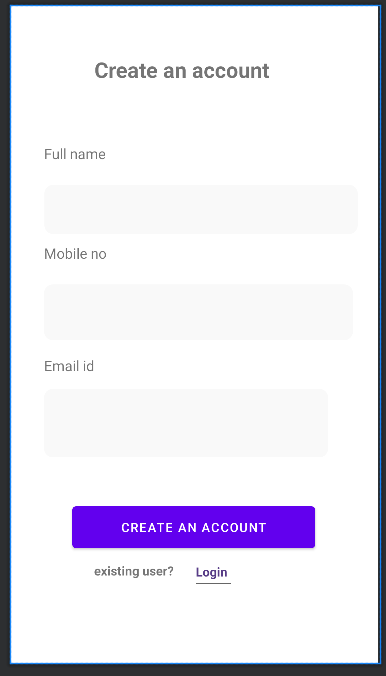 Create an account
Full name
Mobile no
Email id
CREATE AN ACCOUNT
existing user? Login